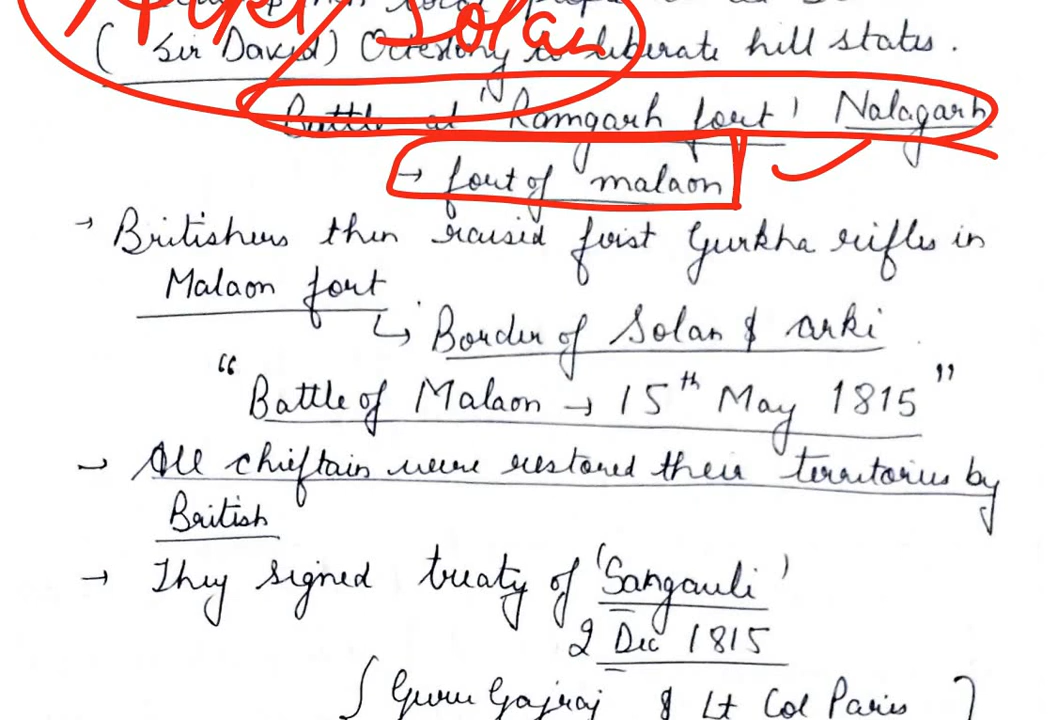 Arki / Solan
(Sir David) Octerlony to liberate hill states.
Battle at 'Ramgarh fort' Nalagarh
→ fort of malaon
→ Britishers then raised first Gurkha rifles in
Malaon fort
↳ Border of Solan & arki
"Battle of Malaon → 15th May 1815"
→ All chieftain were restored their territories by
British
→ They signed treaty of 'Sangauli'
2 Dec 1815
[ Guru Gajraj & Lt Col Paris ]